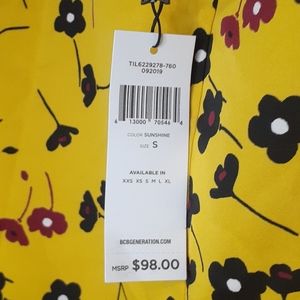 TIL6229278-760
092019
4 13000 70546 4
COLOR SUNSHINE
SIZE S
AVAILABLE IN
XXS XS S M L XL
BCBGENERATION.COM
MSRP $98.00